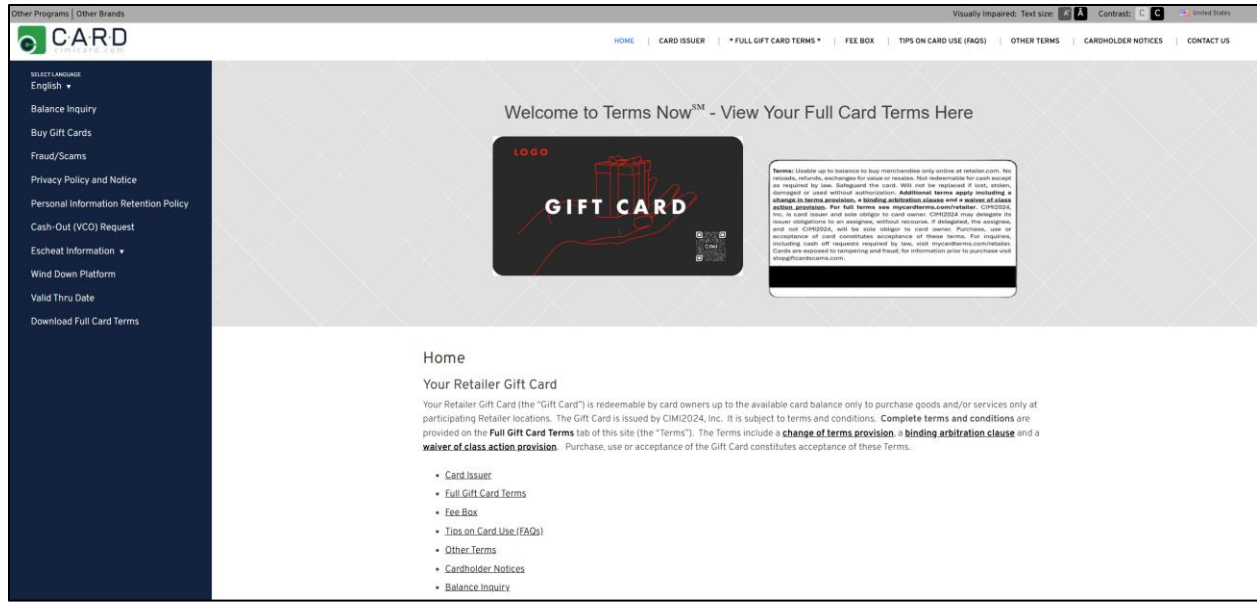 Other Programs | Other Brands
Visually Impaired: Text size: A A Contrast: C C United States
C·A·R·D
cimicard.com
HOME | CARD ISSUER | * FULL GIFT CARD TERMS * | FEE BOX | TIPS ON CARD USE (FAQS) | OTHER TERMS | CARDHOLDER NOTICES | CONTACT US
SELECT LANGUAGE
English ▾
Balance Inquiry
Buy Gift Cards
Fraud/Scams
Privacy Policy and Notice
Personal Information Retention Policy
Cash-Out (VCO) Request
Escheat Information ▾
Wind Down Platform
Valid Thru Date
Download Full Card Terms
Welcome to Terms Now℠ - View Your Full Card Terms Here
LOGO
GIFT CARD
CIMI
Terms: Usable up to balance to buy merchandise only online at retailer.com. No
reloads, refunds, exchanges for value or resales. Not redeemable for cash except
as required by law. Safeguard the card. Will not be replaced if lost, stolen,
damaged or used without authorization. Additional terms apply including a
change in terms provision, a binding arbitration clause and a waiver of class
action provision. For full terms see mycardterms.com/retailer. CIMI2024,
Inc. is card issuer and sole obligor to card owner. CIMI2024 may delegate its
issuer obligations to an assignee, without recourse. If delegated, the assignee,
and not CIMI2024, will be sole obligor to card owner. Purchase, use or
acceptance of card constitutes acceptance of these terms. For inquiries,
including cash off requests required by law, visit mycardterms.com/retailer.
Cards are exposed to tampering and fraud; for information prior to purchase visit
stopgiftcardscams.com.
Home
Your Retailer Gift Card
Your Retailer Gift Card (the “Gift Card”) is redeemable by card owners up to the available card balance only to purchase goods and/or services only at
participating Retailer locations. The Gift Card is issued by CIMI2024, Inc. It is subject to terms and conditions. Complete terms and conditions are
provided on the Full Gift Card Terms tab of this site (the “Terms”). The Terms include a change of terms provision, a binding arbitration clause and a
waiver of class action provision. Purchase, use or acceptance of the Gift Card constitutes acceptance of these Terms.
• Card Issuer
• Full Gift Card Terms
• Fee Box
• Tips on Card Use (FAQs)
• Other Terms
• Cardholder Notices
• Balance Inquiry